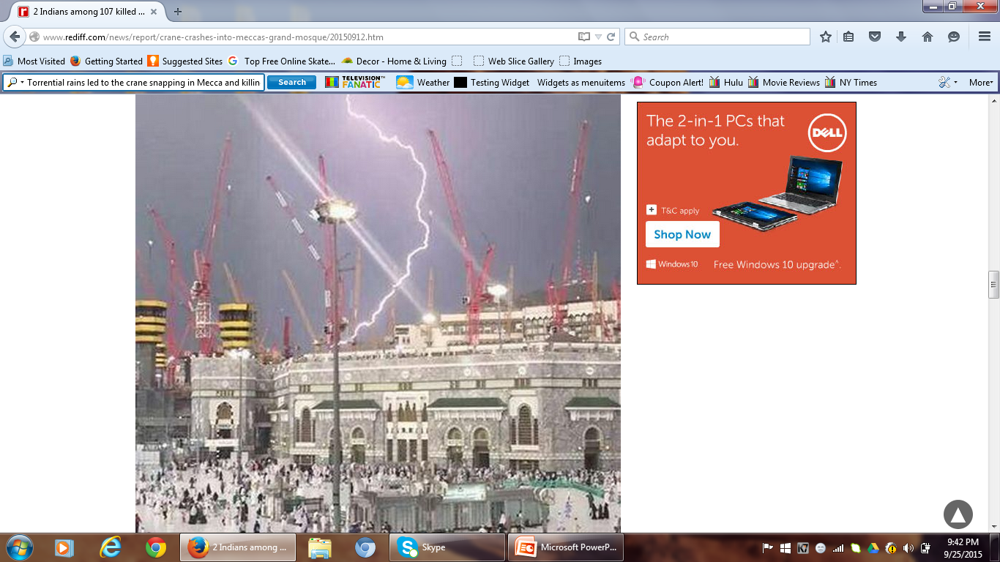 2 Indians among 107 killed ...
www.rediff.com/news/report/crane-crashes-into-meccas-grand-mosque/20150912.htm
Search
Most Visited
Getting Started
Suggested Sites
Top Free Online Skate...
Decor - Home & Living
Web Slice Gallery
Images
Torrential rains led to the crane snapping in Mecca and killin
Search
TELEVISION
FANATIC™
Weather
Testing Widget
Widgets as menuitems
Coupon Alert!
Hulu
Movie Reviews
NY Times
More
The 2-in-1 PCs that
adapt to you.
DELL
T&C apply
Shop Now
Windows 10
Free Windows 10 upgrade^.
2 Indians among ...
Skype
Microsoft PowerP...
9:42 PM
9/25/2015